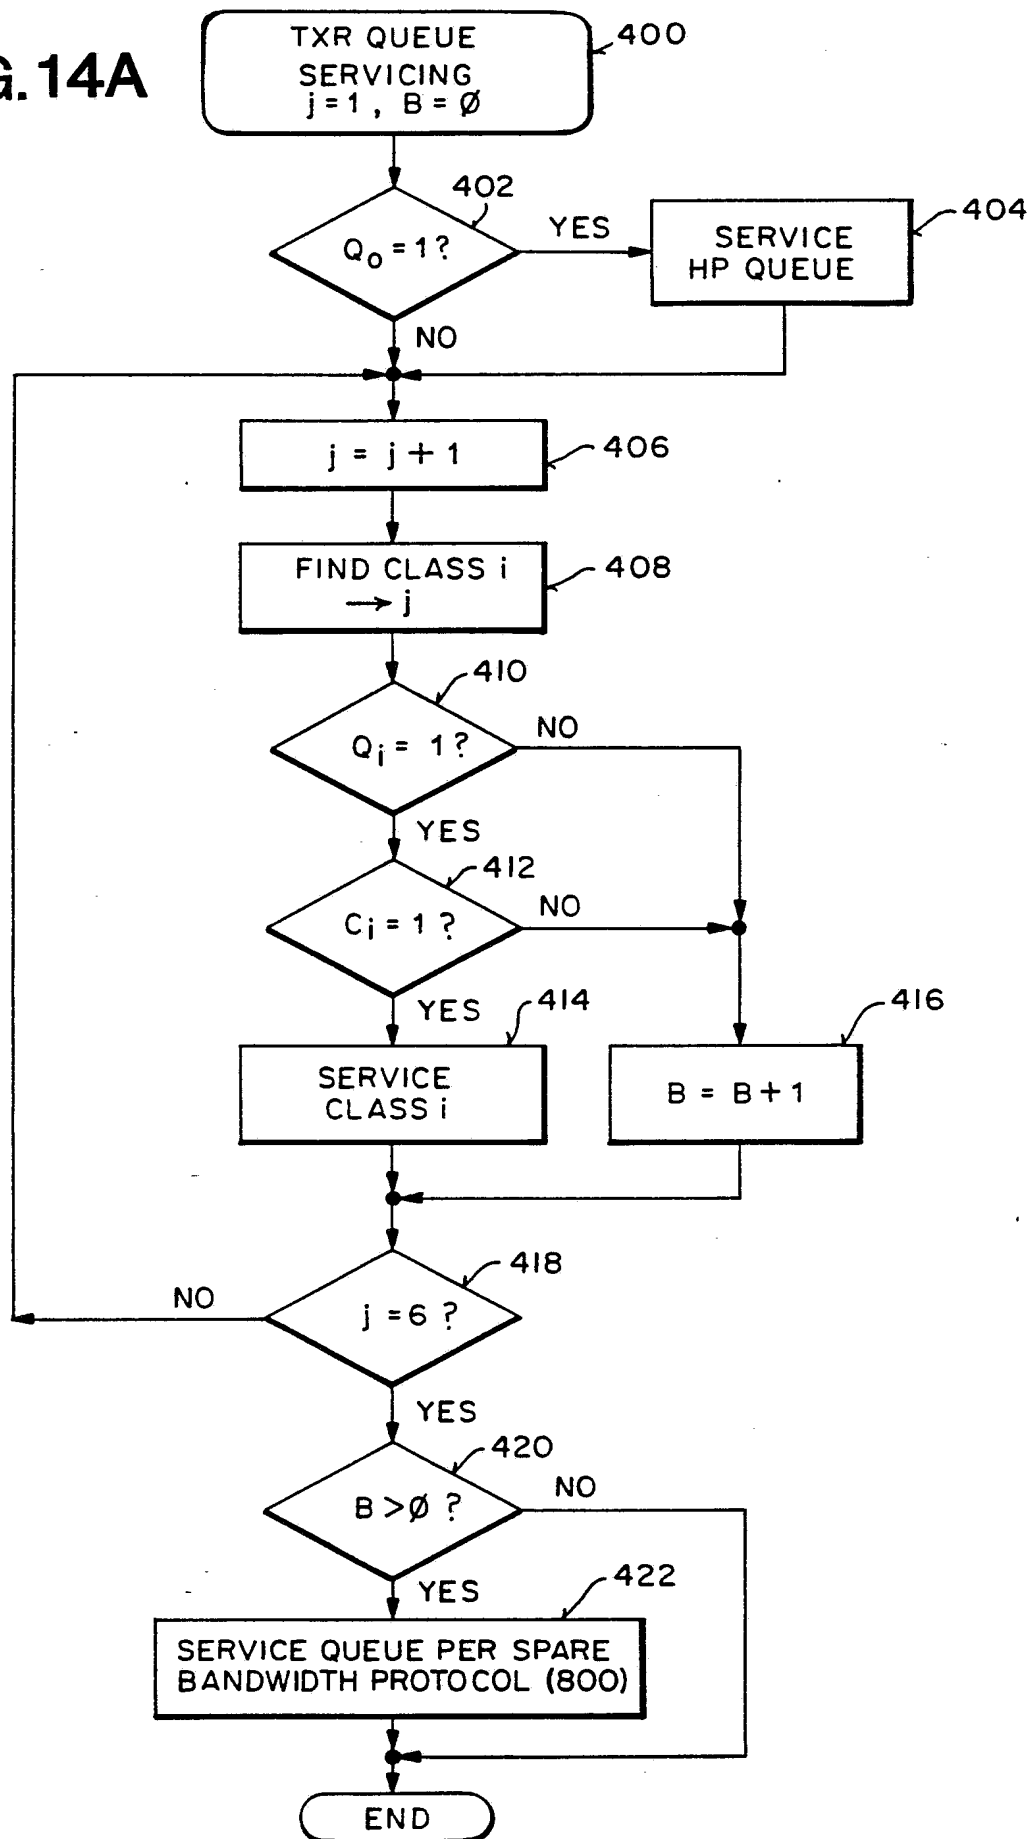 G. 14A
TXR QUEUE
SERVICING
j = 1 , B = Ø
400
402
Q₀ = 1 ?
YES
SERVICE
HP QUEUE
404
NO
j = j + 1
406
FIND CLASS i
→ j
408
410
Qᵢ = 1 ?
NO
YES
412
Cᵢ = 1 ?
NO
YES
414
416
SERVICE
CLASS i
B = B + 1
418
j = 6 ?
NO
YES
420
B > Ø ?
NO
YES
422
SERVICE QUEUE PER SPARE
BANDWIDTH PROTOCOL (800)
END